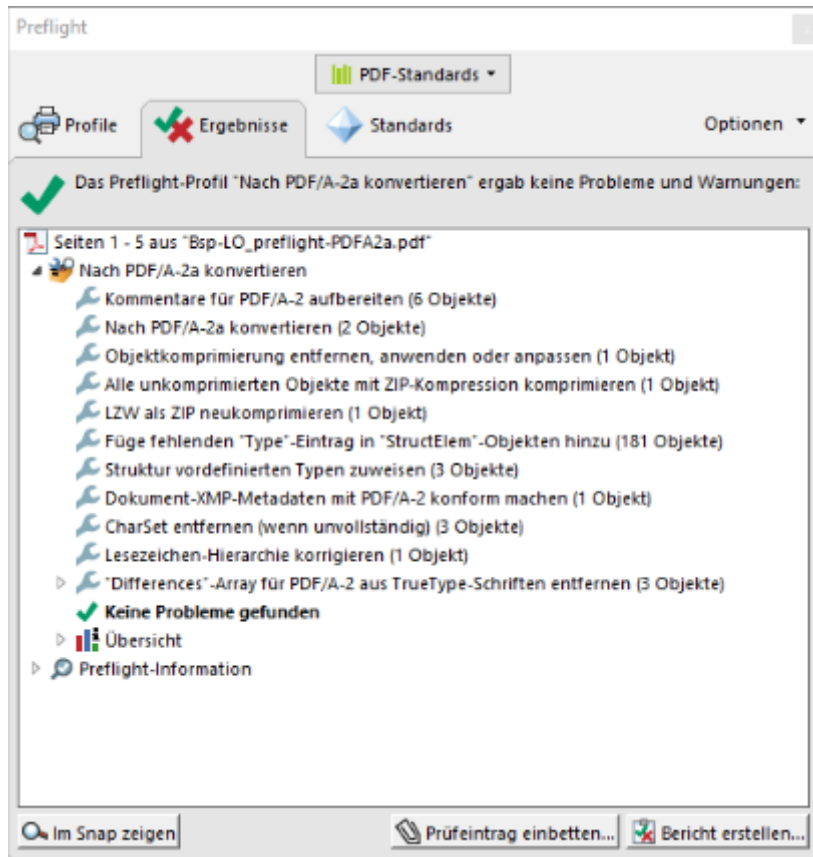 Preflight
PDF-Standards
Profile Ergebnisse Standards Optionen
Das Preflight-Profil "Nach PDF/A-2a konvertieren" ergab keine Probleme und Warnungen:
Seiten 1 - 5 aus "Bsp-LO_preflight-PDFA2a.pdf"
Nach PDF/A-2a konvertieren
Kommentare für PDF/A-2 aufbereiten (6 Objekte)
Nach PDF/A-2a konvertieren (2 Objekte)
Objektkomprimierung entfernen, anwenden oder anpassen (1 Objekt)
Alle unkomprimierten Objekte mit ZIP-Kompression komprimieren (1 Objekt)
LZW als ZIP neukomprimieren (1 Objekt)
Füge fehlenden "Type"-Eintrag in "StructElem"-Objekten hinzu (181 Objekte)
Struktur vordefinierten Typen zuweisen (3 Objekte)
Dokument-XMP-Metadaten mit PDF/A-2 konform machen (1 Objekt)
CharSet entfernen (wenn unvollständig) (3 Objekte)
Lesezeichen-Hierarchie korrigieren (1 Objekt)
"Differences"-Array für PDF/A-2 aus TrueType-Schriften entfernen (3 Objekte)
Keine Probleme gefunden
Übersicht
Preflight-Information
Im Snap zeigen Prüfeintrag einbetten... Bericht erstellen...